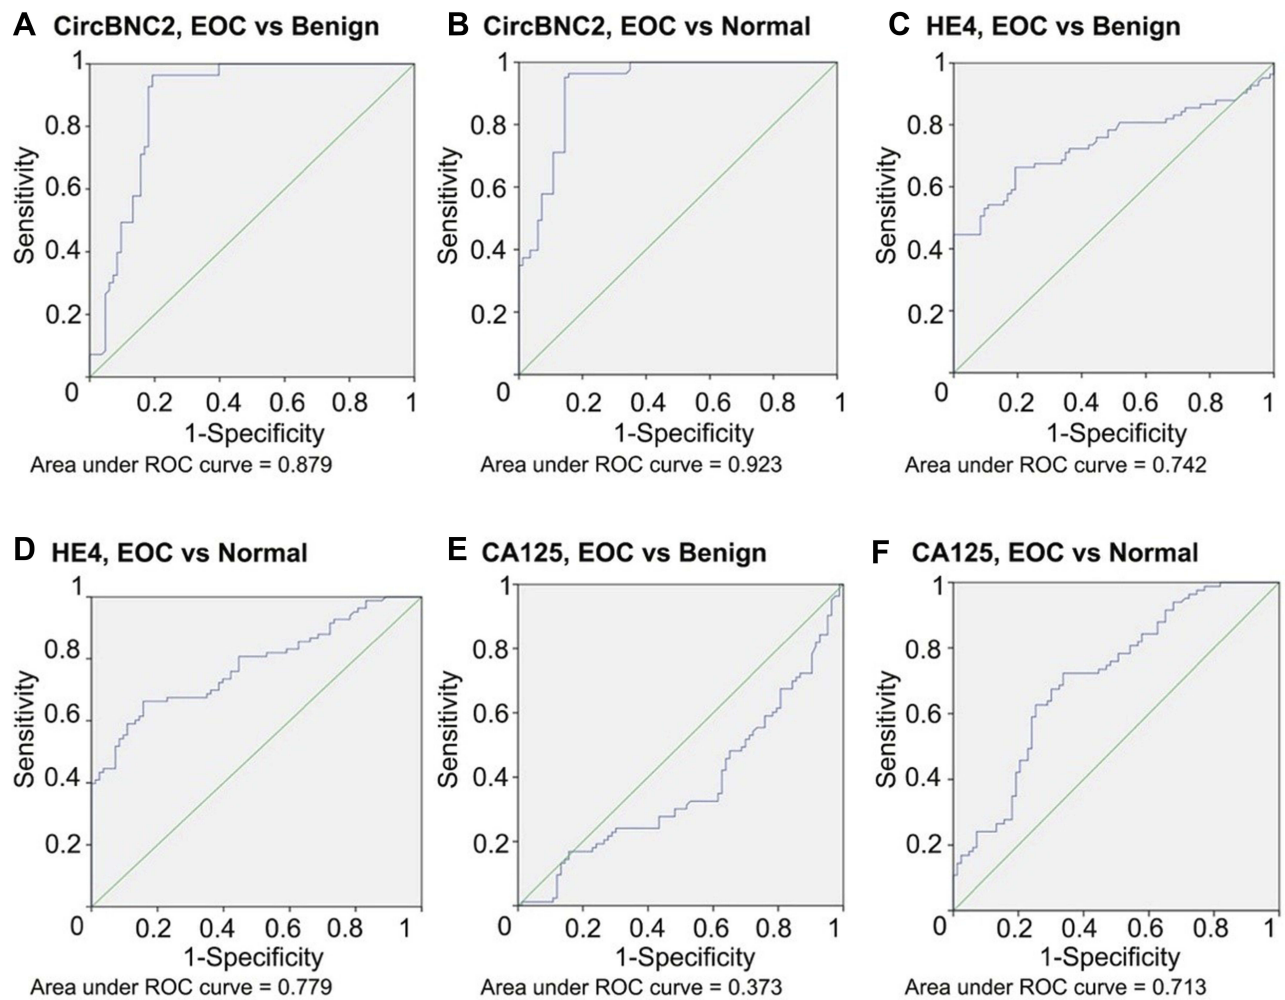 A CircBNC2, EOC vs Benign
1
0.8
0.6
0.4
0.2
0
0.2 0.4 0.6 0.8 1
Sensitivity
1-Specificity
Area under ROC curve = 0.879
B CircBNC2, EOC vs Normal
1
0.8
0.6
0.4
0.2
0
0.2 0.4 0.6 0.8 1
Sensitivity
1-Specificity
Area under ROC curve = 0.923
C HE4, EOC vs Benign
1
0.8
0.6
0.4
0.2
0
0.2 0.4 0.6 0.8 1
Sensitivity
1-Specificity
Area under ROC curve = 0.742
D HE4, EOC vs Normal
1
0.8
0.6
0.4
0.2
0
0.2 0.4 0.6 0.8 1
Sensitivity
1-Specificity
Area under ROC curve = 0.779
E CA125, EOC vs Benign
1
0.8
0.6
0.4
0.2
0
0.2 0.4 0.6 0.8 1
Sensitivity
1-Specificity
Area under ROC curve = 0.373
F CA125, EOC vs Normal
1
0.8
0.6
0.4
0.2
0
0.2 0.4 0.6 0.8 1
Sensitivity
1-Specificity
Area under ROC curve = 0.713